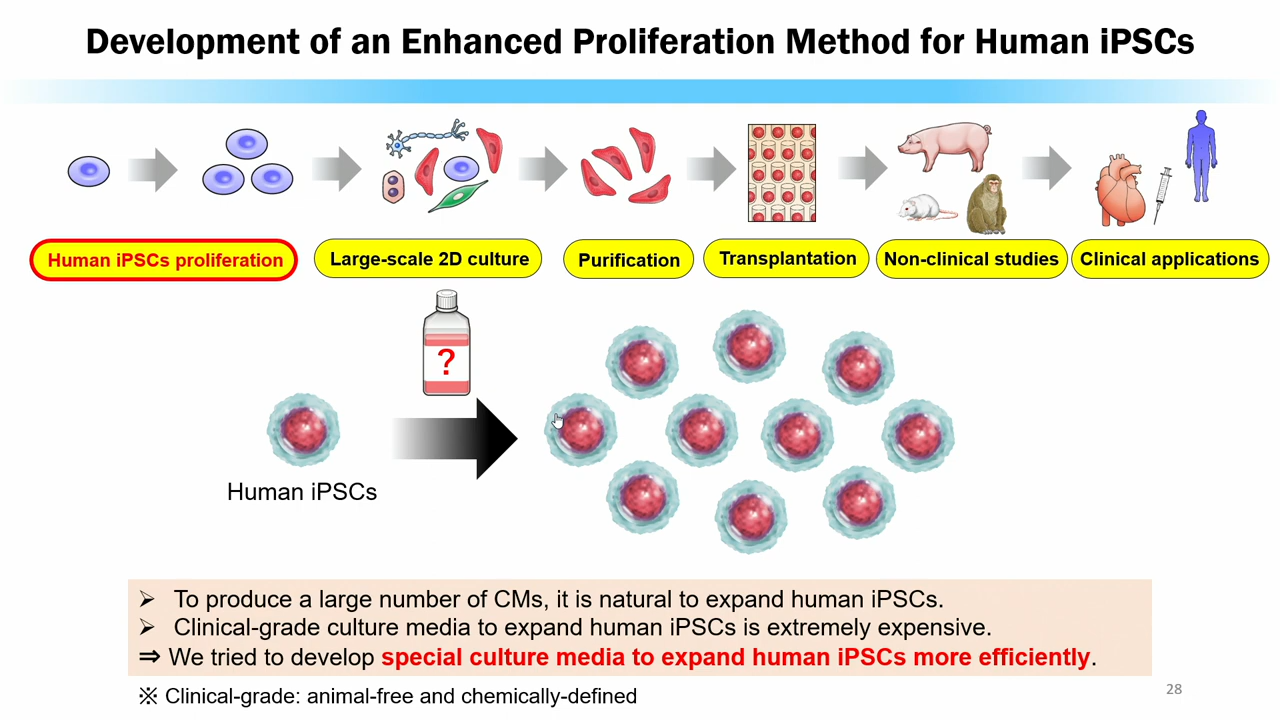 Development of an Enhanced Proliferation Method for Human iPSCs
Human iPSCs proliferation
Large-scale 2D culture
Purification
Transplantation
Non-clinical studies
Clinical applications
?
Human iPSCs
➢ To produce a large number of CMs, it is natural to expand human iPSCs.
➢ Clinical-grade culture media to expand human iPSCs is extremely expensive.
⇒ We tried to develop special culture media to expand human iPSCs more efficiently.
※ Clinical-grade: animal-free and chemically-defined
28